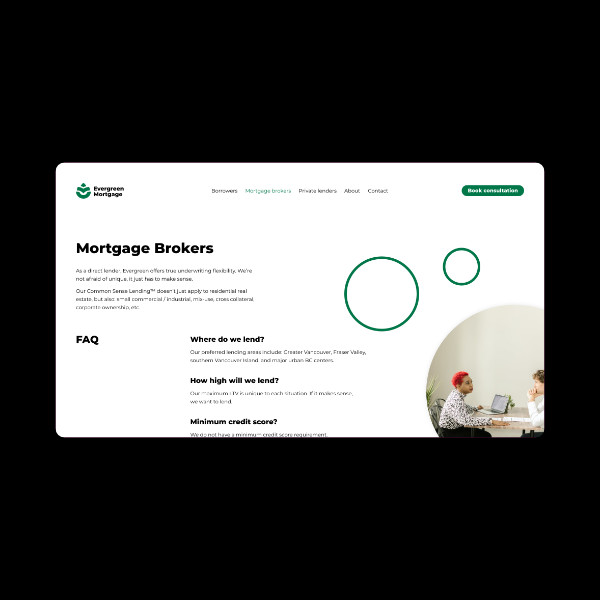 Evergreen
Mortgage
Borrowers Mortgage brokers Private lenders About Contact
Book consultation
Mortgage Brokers
As a direct lender, Evergreen offers true underwriting flexibility. We're
not afraid of unique, it just has to make sense.
Our Common Sense Lending™ doesn't just apply to residential real
estate, but also: small commercial / industrial, mix-use, cross collateral
corporate ownership, etc.
FAQ
Where do we lend?
Our preferred lending areas include: Greater Vancouver, Fraser Valley,
southern Vancouver Island, and major urban BC centers.
How high will we lend?
Our maximum LTV is unique to each situation. If it makes sense,
we want to lend.
Minimum credit score?
We do not have a minimum credit score requirement.